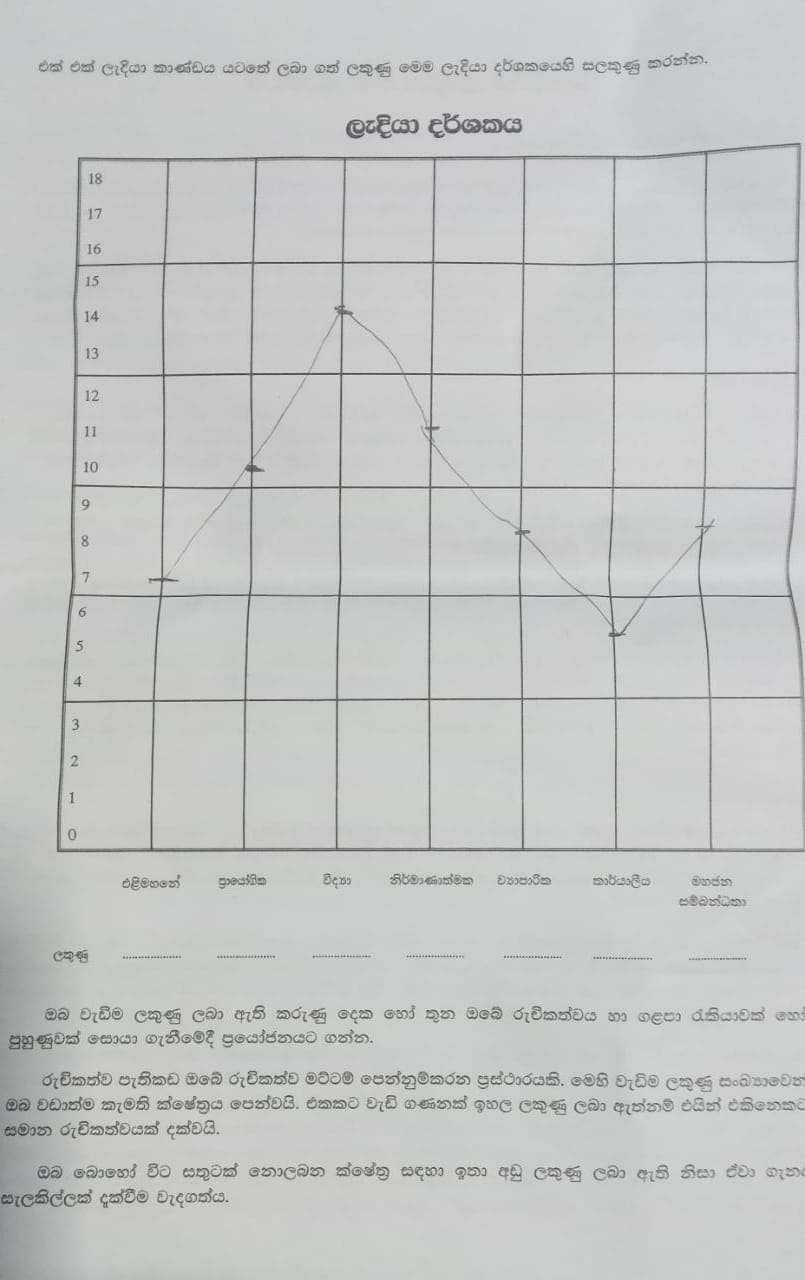 එක් එක් ලැදියා කාණ්ඩය යටතේ ලබා ගත් ලකුණු මෙම ලැදියා දර්ශකයෙහි සලකුණු කරන්න.
ලැදියා දර්ශකය
18
17
16
15
14
13
12
11
10
9
8
7
6
5
4
3
2
1
0
එළිමහනේ ප්‍රායෝගික විද්‍යා නිර්මාණාත්මක ව්‍යාපාරික කාර්යාලීය මහජන
සම්බන්ධතා
ලකුණු .................. .................. .................. .................. .................. .................. ..................
ඔබ වැඩිම ලකුණු ලබා ඇති කරුණු දෙක හෝ තුන ඔබේ රුචිකත්වය හා ගළපා රැකියාවක් හෝ
පුහුණුවක් සොයා ගැනීමේදී ප්‍රයෝජනයට ගන්න.
රුචිකත්ව පැතිකඩ ඔබේ රුචිකත්ව මට්ටම් පෙන්නුම්කරන ප්‍රස්ථාරයකි. මෙහි වැඩිම ලකුණු සංඛ්‍යාවෙන්
ඔබ වඩාත්ම කැමති ක්ෂේත්‍රය පෙන්වයි. එකකට වැඩි ගණනක් ඉහල ලකුණු ලබා ඇත්නම් එයින් එකිනෙකට
සමාන රුචිකත්වයක් දක්වයි.
ඔබ බොහෝ විට සතුටක් නොලබන ක්ෂේත්‍ර සඳහා ඉතා අඩු ලකුණු ලබා ඇති නිසා ඒවා ගැන
සැලකිල්ලක් දැක්වීම වැදගත්ය.